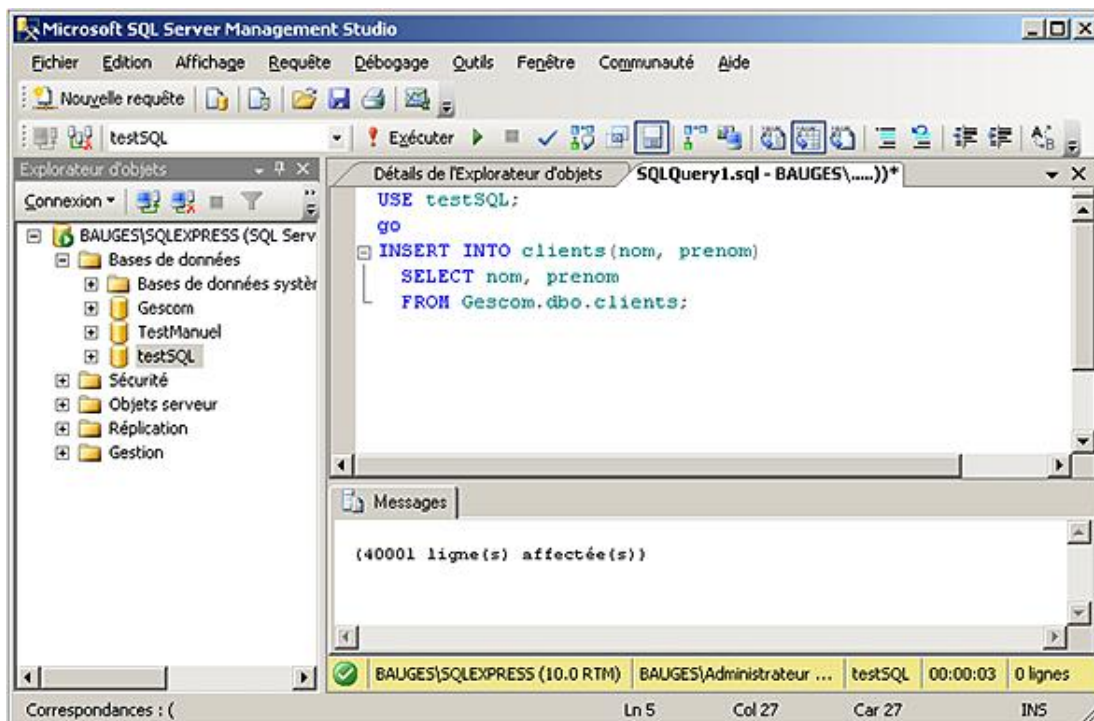 Microsoft SQL Server Management Studio
Fichier Edition Affichage Requête Débogage Outils Fenêtre Communauté Aide
Nouvelle requête
testSQL Exécuter
Explorateur d'objets
Connexion
BAUGES\SQLEXPRESS (SQL Serv
Bases de données
Bases de données systèr
Gescom
TestManuel
testSQL
Sécurité
Objets serveur
Réplication
Gestion
Détails de l'Explorateur d'objets SQLQuery1.sql - BAUGES\.....))*
USE testSQL;
go
INSERT INTO clients(nom, prenom)
SELECT nom, prenom
FROM Gescom.dbo.clients;
Messages
(40001 ligne(s) affectée(s))
BAUGES\SQLEXPRESS (10.0 RTM) BAUGES\Administrateur ... testSQL 00:00:03 0 lignes
Correspondances : ( Ln 5 Col 27 Car 27 INS